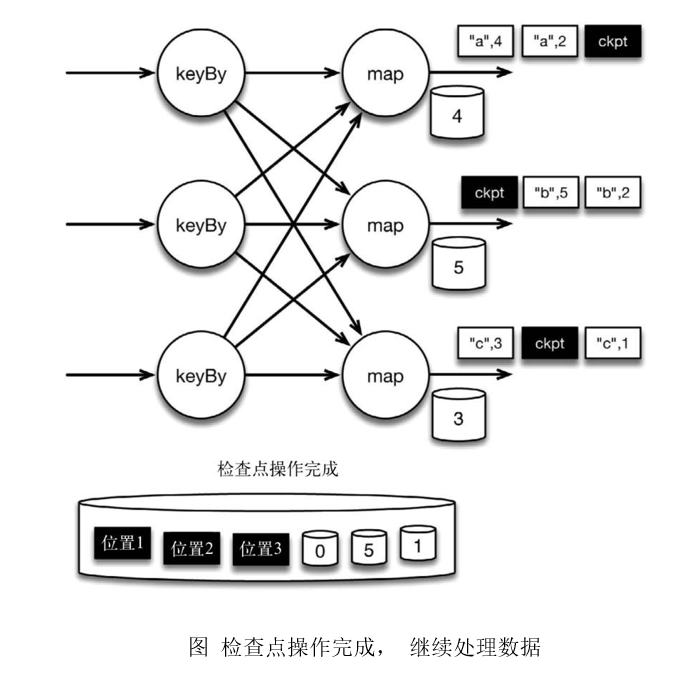 "a",4 "a",2 ckpt
keyBy map
4
ckpt "b",5 "b",2
keyBy map
5
"c",3 ckpt "c",1
keyBy map
3
检查点操作完成
位置1 位置2 位置3 0 5 1
图 检查点操作完成， 继续处理数据